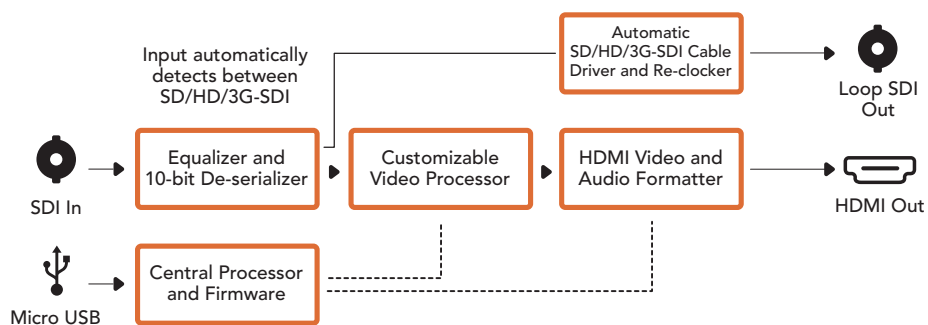 Input automatically
detects between
SD/HD/3G-SDI
Automatic
SD/HD/3G-SDI Cable
Driver and Re-clocker
Loop SDI
Out
SDI In
Equalizer and
10-bit De-serializer
Customizable
Video Processor
HDMI Video and
Audio Formatter
HDMI Out
Micro USB
Central Processor
and Firmware